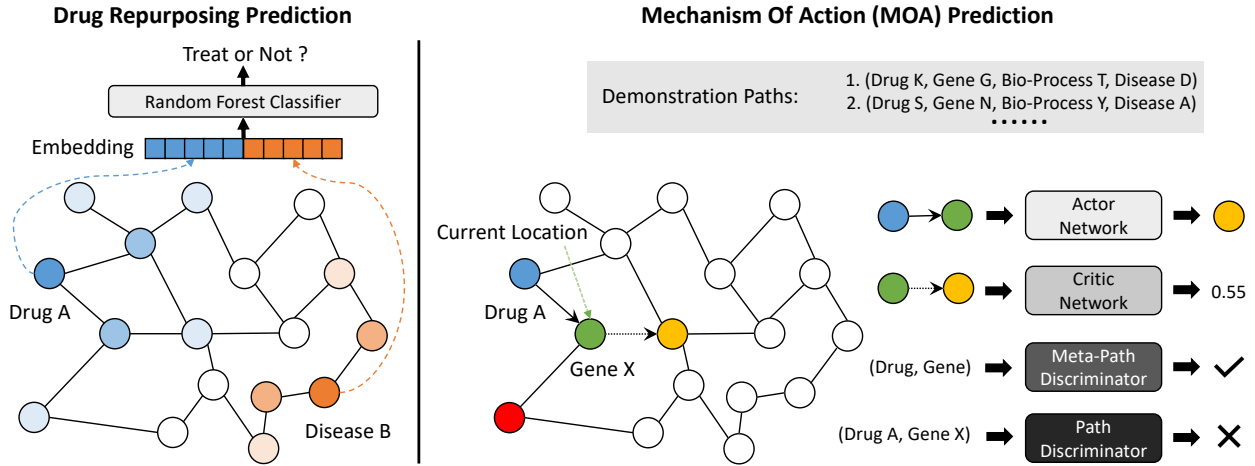 Drug Repurposing Prediction
Treat or Not ?
Random Forest Classifier
Embedding
Drug A
Disease B
Mechanism Of Action (MOA) Prediction
Demonstration Paths:
1. (Drug K, Gene G, Bio-Process T, Disease D)
2. (Drug S, Gene N, Bio-Process Y, Disease A)
......
Current Location
Drug A
Gene X
Actor
Network
Critic
Network
0.55
(Drug, Gene)
Meta-Path
Discriminator
(Drug A, Gene X)
Path
Discriminator